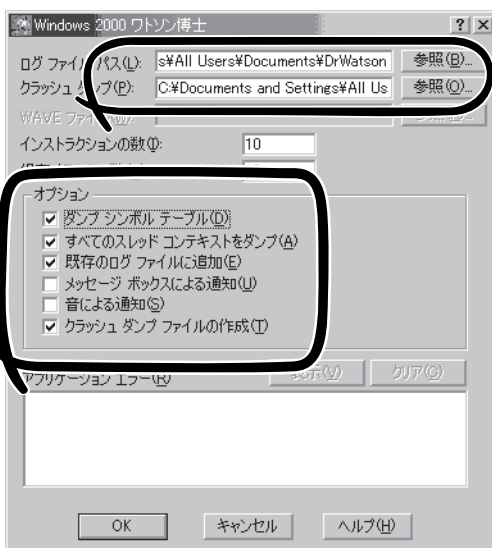 Windows 2000 ワトソン博士
ログ ファイル パス(L): s¥All Users¥Documents¥DrWatson 参照(B)...
クラッシュ ダンプ(P): C:¥Documents and Settings¥All Us 参照(O)...
WAVE
インストラクションの数(I): 10
オプション
ダンプ シンボル テーブル(D)
すべてのスレッド コンテキストをダンプ(A)
既存のログ ファイルに追加(E)
メッセージ ボックスによる通知(U)
音による通知(S)
クラッシュ ダンプ ファイルの作成(T)
アプリケーション エラー(R) 表示(V) クリア(C)
OK キャンセル ヘルプ(H)